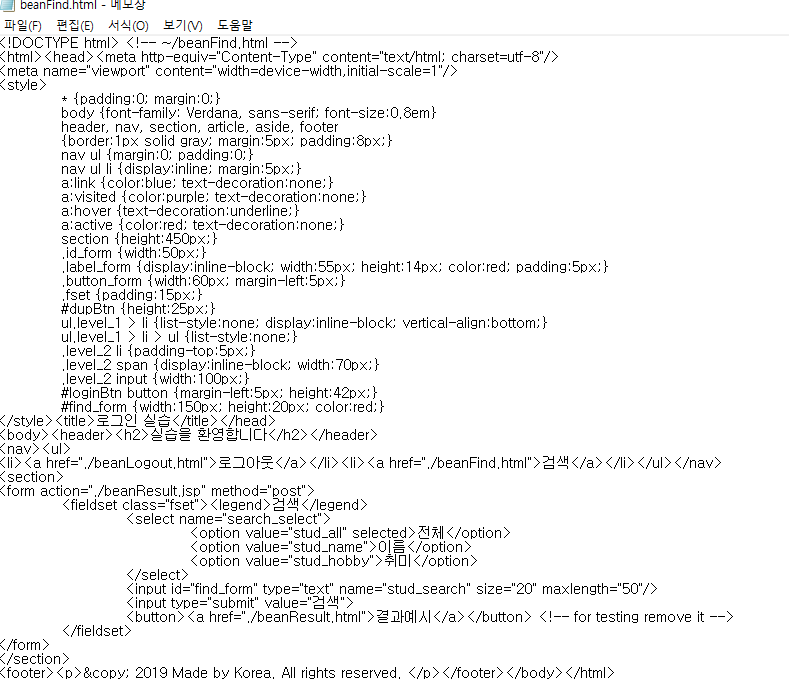 beanFind.html - 메모장
파일(F) 편집(E) 서식(O) 보기(V) 도움말
<!DOCTYPE html> <!-- ~/beanFind.html -->
<html><head><meta http-equiv="Content-Type" content="text/html; charset=utf-8"/>
<meta name="viewport" content="width=device-width,initial-scale=1"/>
<style>
* {padding:0; margin:0;}
body {font-family: Verdana, sans-serif; font-size:0.8em}
header, nav, section, article, aside, footer
{border:1px solid gray; margin:5px; padding:8px;}
nav ul {margin:0; padding:0;}
nav ul li {display:inline; margin:5px;}
a:link {color:blue; text-decoration:none;}
a:visited {color:purple; text-decoration:none;}
a:hover {text-decoration:underline;}
a:active {color:red; text-decoration:none;}
section {height:450px;}
.id_form {width:50px;}
.label_form {display:inline-block; width:55px; height:14px; color:red; padding:5px;}
.button_form {width:60px; margin-left:5px;}
.fset {padding:15px;}
#dupBtn {height:25px;}
ul.level_1 > li {list-style:none; display:inline-block; vertical-align:bottom;}
ul.level_1 > li > ul {list-style:none;}
.level_2 li {padding-top:5px;}
.level_2 span {display:inline-block; width:70px;}
.level_2 input {width:100px;}
#loginBtn button {margin-left:5px; height:42px;}
#find_form {width:150px; height:20px; color:red;}
</style><title>로그인 실습</title></head>
<body><header><h2>실습을 환영합니다</h2></header>
<nav><ul>
<li><a href="./beanLogout.html">로그아웃</a></li><li><a href="./beanFind.html">검색</a></li></ul></nav>
<section>
<form action="./beanResult.jsp" method="post">
<fieldset class="fset"><legend>검색</legend>
<select name="search_select">
<option value="stud_all" selected>전체</option>
<option value="stud_name">이름</option>
<option value="stud_hobby">취미</option>
</select>
<input id="find_form" type="text" name="stud_search" size="20" maxlength="50"/>
<input type="submit" value="검색">
<button><a href="./beanResult.html">결과예시</a></button> <!-- for testing remove it -->
</fieldset>
</form>
</section>
<footer><p>&copy; 2019 Made by Korea. All rights reserved. </p></footer></body></html>